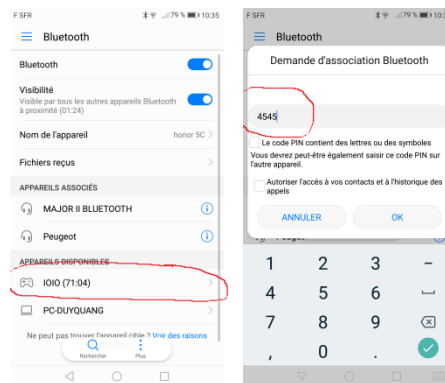 F SFR 79 % 10:35
Bluetooth
Bluetooth
Visibilité
Visible par tous les autres appareils Bluetooth
à proximité (01:24)
Nom de l'appareil honor 5C
Fichiers reçus
APPAREILS ASSOCIÉS
MAJOR II BLUETOOTH
Peugeot
APPAREILS DISPONIBLES
IOIO (71:04)
PC-DUYQUANG
Ne peut pas trouver l'appareil cible ? Voir des raisons
Rechercher Plus
F SFR 79 %
Bluetooth
Demande d'association Bluetooth
4545
Le code PIN contient des lettres ou des symboles
Vous devrez peut-être également saisir ce code PIN sur
l'autre appareil.
Autoriser l'accès à vos contacts et à l'historique des
appels
ANNULER OK
1 2 3 -
4 5 6
7 8 9
, 0 .